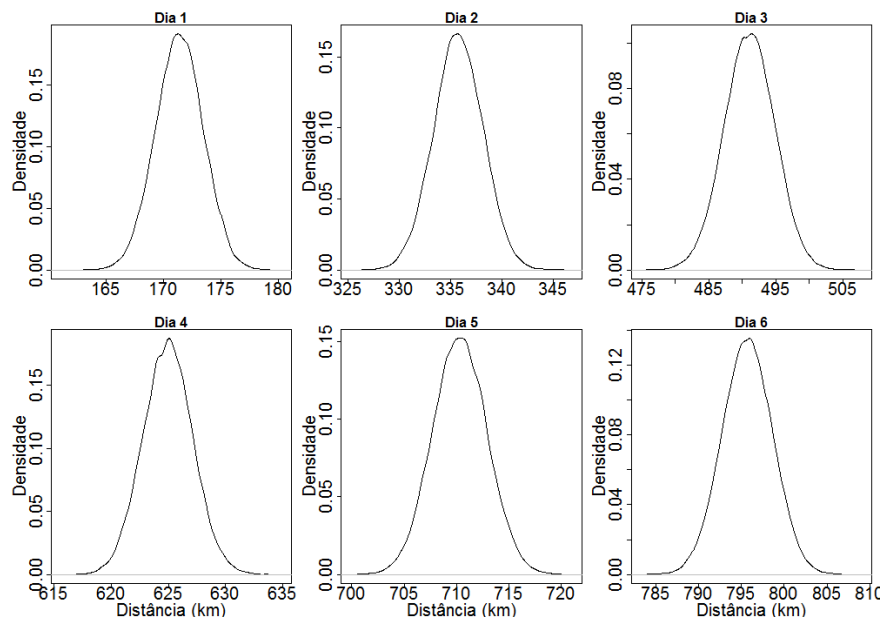 Dia 1
Dia 2
Dia 3
Densidade
0.00 0.05 0.10 0.15
165 170 175 180
Densidade
0.00 0.05 0.10 0.15
325 330 335 340 345
Densidade
0.00 0.04 0.08
475 485 495 505
Dia 4
Dia 5
Dia 6
Densidade
0.00 0.05 0.10 0.15
615 620 625 630 635
Distância (km)
Densidade
0.00 0.05 0.10 0.15
700 705 710 715 720
Distância (km)
Densidade
0.00 0.04 0.08 0.12
785 790 795 800 805 810
Distância (km)